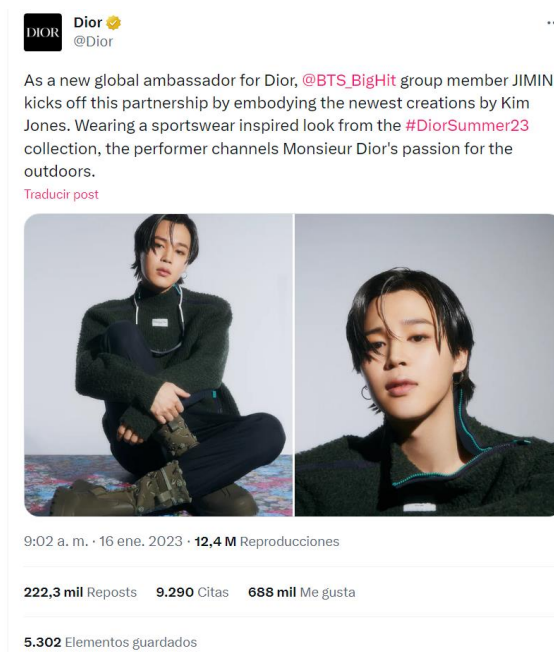 DIOR
Dior
@Dior
As a new global ambassador for Dior, @BTS_BigHit group member JIMIN
kicks off this partnership by embodying the newest creations by Kim
Jones. Wearing a sportswear inspired look from the #DiorSummer23
collection, the performer channels Monsieur Dior's passion for the
outdoors.
Traducir post
9:02 a. m. · 16 ene. 2023 · 12,4 M Reproducciones
222,3 mil Reposts 9.290 Citas 688 mil Me gusta
5.302 Elementos guardados